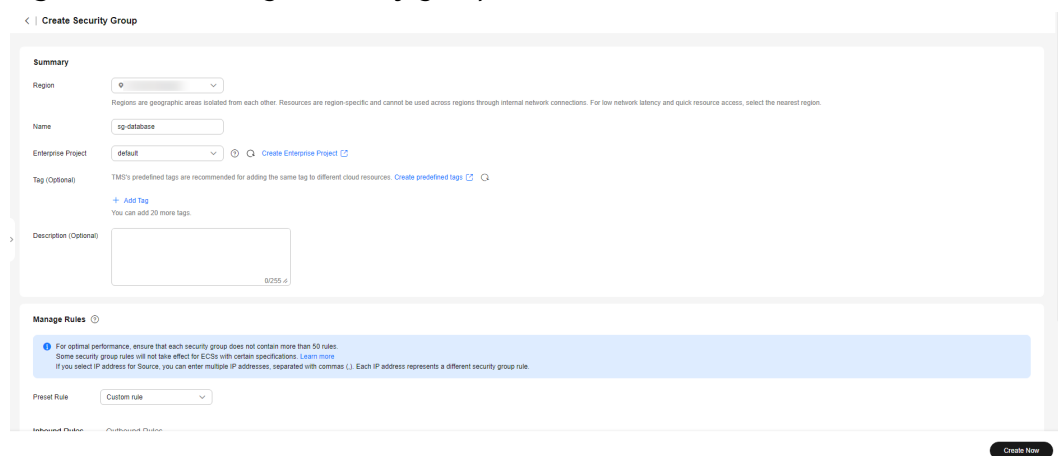 < | Create Security Group
Summary
Region
Regions are geographic areas isolated from each other. Resources are region-specific and cannot be used across regions through internal network connections. For low network latency and quick resource access, select the nearest region.
Name
sg-database
Enterprise Project
default
Create Enterprise Project
Tag (Optional)
TMS's predefined tags are recommended for adding the same tag to different cloud resources. Create predefined tags
+ Add Tag
You can add 20 more tags.
Description (Optional)
0/255
Manage Rules
For optimal performance, ensure that each security group does not contain more than 50 rules.
Some security group rules will not take effect for ECSs with certain specifications. Learn more
If you select IP address for Source, you can enter multiple IP addresses, separated with commas (,). Each IP address represents a different security group rule.
Preset Rule
Custom rule
Inbound Rules
Outbound Rules
Create Now